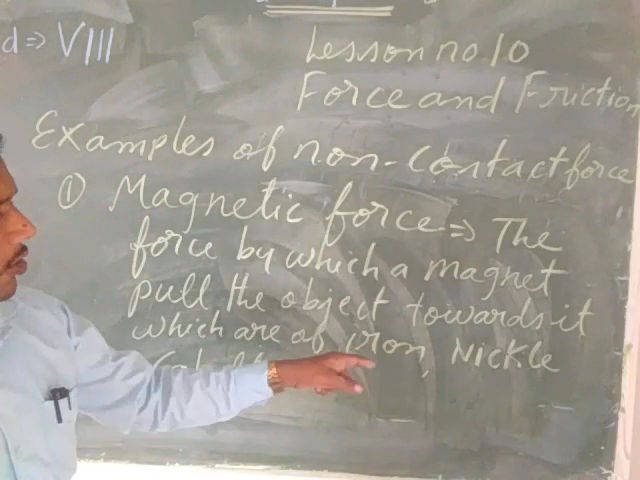 d => VIII
Lesson no. 10
Force and Friction
Examples of non-Contact force
① Magnetic force => The
force by which a magnet
pull the object towards it
which are of iron, Nickle